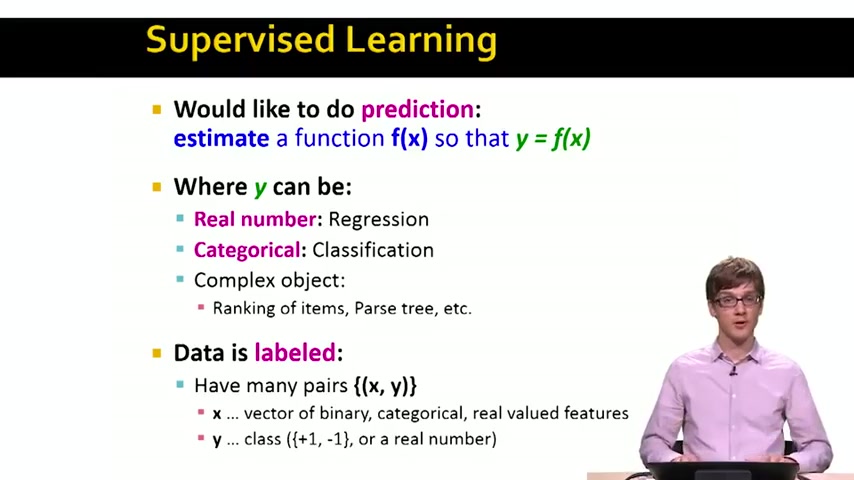 Supervised Learning
Would like to do prediction:
estimate a function f(x) so that y = f(x)
Where y can be:
Real number: Regression
Categorical: Classification
Complex object:
Ranking of items, Parse tree, etc.
Data is labeled:
Have many pairs {(x, y)}
x ... vector of binary, categorical, real valued features
y ... class ({+1, -1}, or a real number)